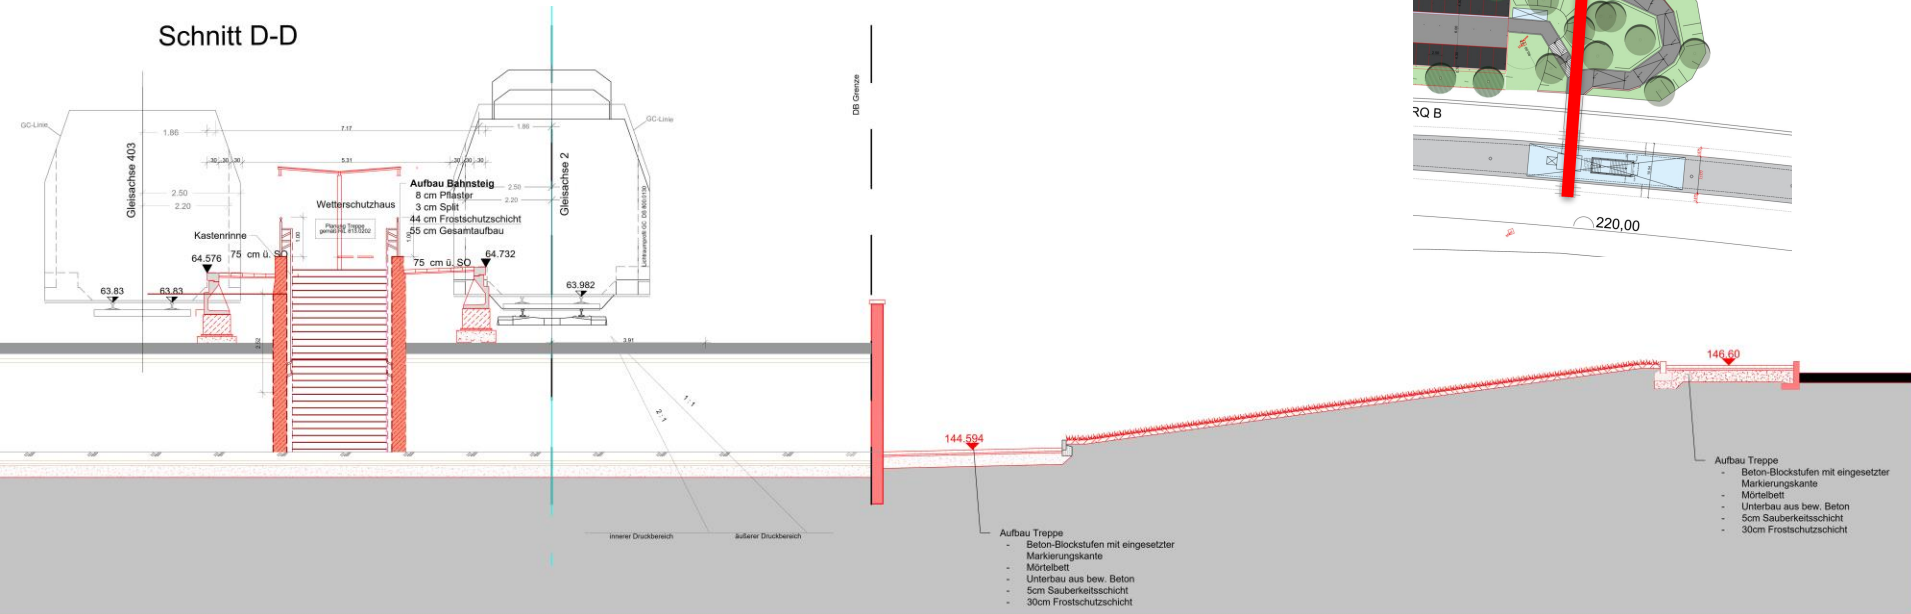 Schnitt D-D
GC-Linie
1.86
7.17
1.86
GC-Linie
DB Grenze
Gleisachse 403
Gleisachse 2
30 30 30
5.31
30 30 30
2.50
2.20
2.50
2.20
Aufbau Bahnsteig
8 cm Pflaster
3 cm Split
44 cm Frostschutzschicht
55 cm Gesamtaufbau
Wetterschutzhaus
Planung Treppe
Kastenrinne
1.00
1.00
75 cm ü. SO
75 cm ü. SO
64.576
64.732
63.83
63.83
63.982
3.91
2:1
1:1
innerer Druckbereich
äußerer Druckbereich
144.594
146.60
Aufbau Treppe
- Beton-Blockstufen mit eingesetzter
Markierungskante
- Mörtelbett
- Unterbau aus bew. Beton
- 5cm Sauberkeitsschicht
- 30cm Frostschutzschicht
Aufbau Treppe
- Beton-Blockstufen mit eingesetzter
Markierungskante
- Mörtelbett
- Unterbau aus bew. Beton
- 5cm Sauberkeitsschicht
- 30cm Frostschutzschicht
RQ B
220,00